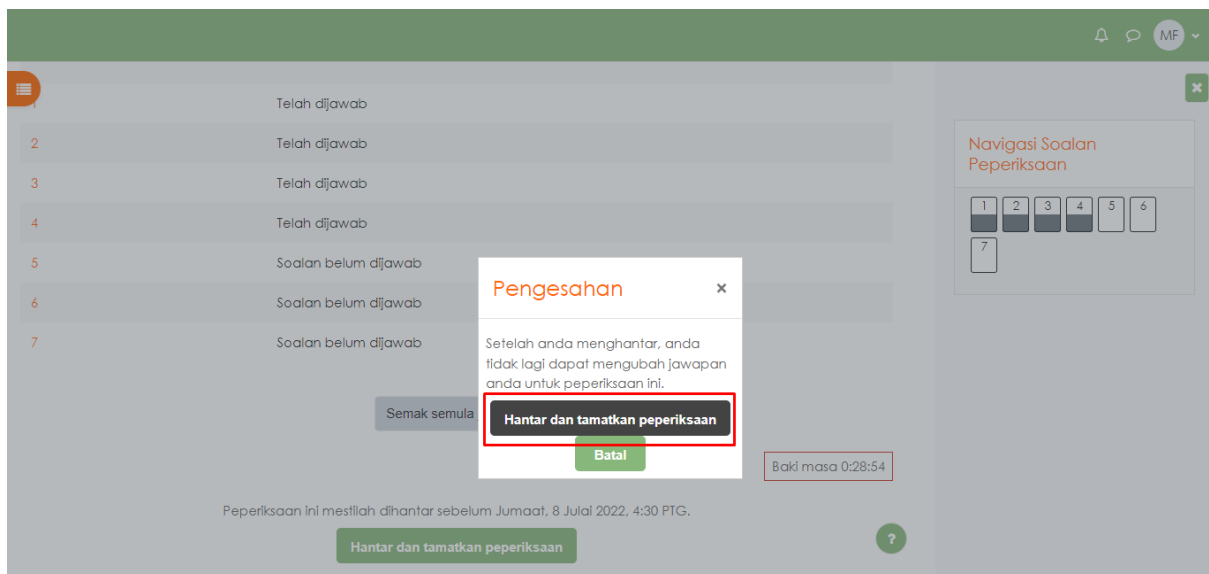 MF
1 Telah dijawab
2 Telah dijawab
3 Telah dijawab
4 Telah dijawab
5 Soalan belum dijawab
6 Soalan belum dijawab
7 Soalan belum dijawab
Semak semula
Pengesahan ×
Setelah anda menghantar, anda
tidak lagi dapat mengubah jawapan
anda untuk peperiksaan ini.
Hantar dan tamatkan peperiksaan
Batal
Baki masa 0:28:54
Peperiksaan ini mestilah dihantar sebelum Jumaat, 8 Julai 2022, 4:30 PTG.
Hantar dan tamatkan peperiksaan
?
Navigasi Soalan
Peperiksaan
1 2 3 4 5 6
7